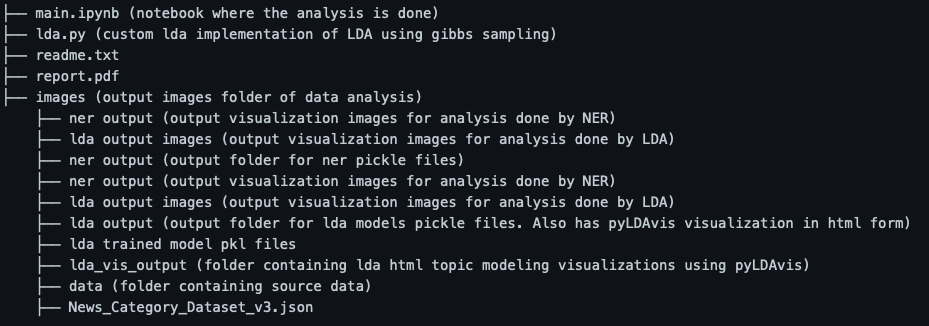 ├── main.ipynb (notebook where the analysis is done)
├── lda.py (custom lda implementation of LDA using gibbs sampling)
├── readme.txt
├── report.pdf
├── images (output images folder of data analysis)
    ├── ner output (output visualization images for analysis done by NER)
    ├── lda output images (output visualization images for analysis done by LDA)
    ├── ner output (output folder for ner pickle files)
    ├── ner output (output visualization images for analysis done by NER)
    ├── lda output images (output visualization images for analysis done by LDA)
    ├── lda output (output folder for lda models pickle files. Also has pyLDAvis visualization in html form)
    ├── lda trained model pkl files
    ├── lda_vis_output (folder containing lda html topic modeling visualizations using pyLDAvis)
    ├── data (folder containing source data)
    ├── News_Category_Dataset_v3.json